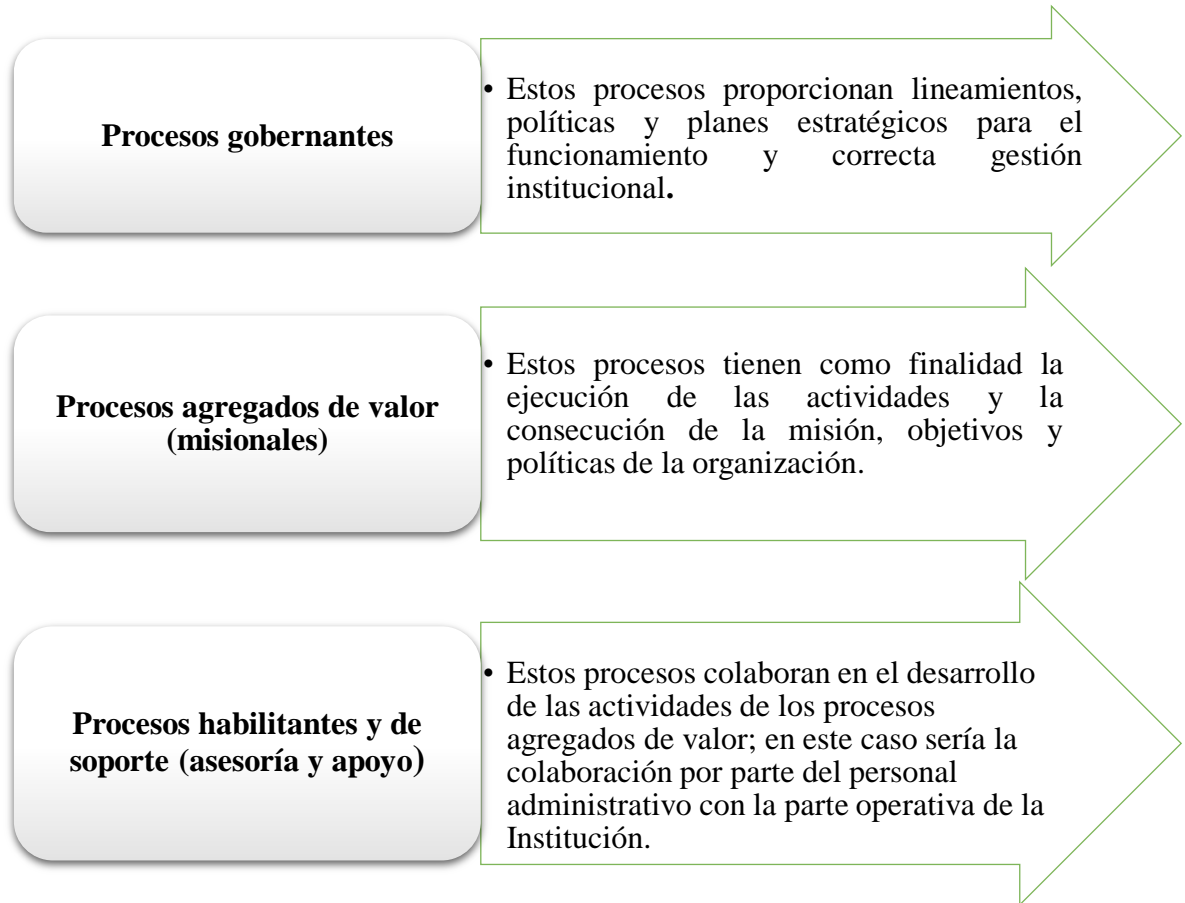 Procesos gobernantes
• Estos procesos proporcionan lineamientos,
políticas y planes estratégicos para el
funcionamiento y correcta gestión
institucional.
Procesos agregados de valor
(misionales)
• Estos procesos tienen como finalidad la
ejecución de las actividades y la
consecución de la misión, objetivos y
políticas de la organización.
Procesos habilitantes y de
soporte (asesoría y apoyo)
• Estos procesos colaboran en el desarrollo
de las actividades de los procesos
agregados de valor; en este caso sería la
colaboración por parte del personal
administrativo con la parte operativa de la
Institución.